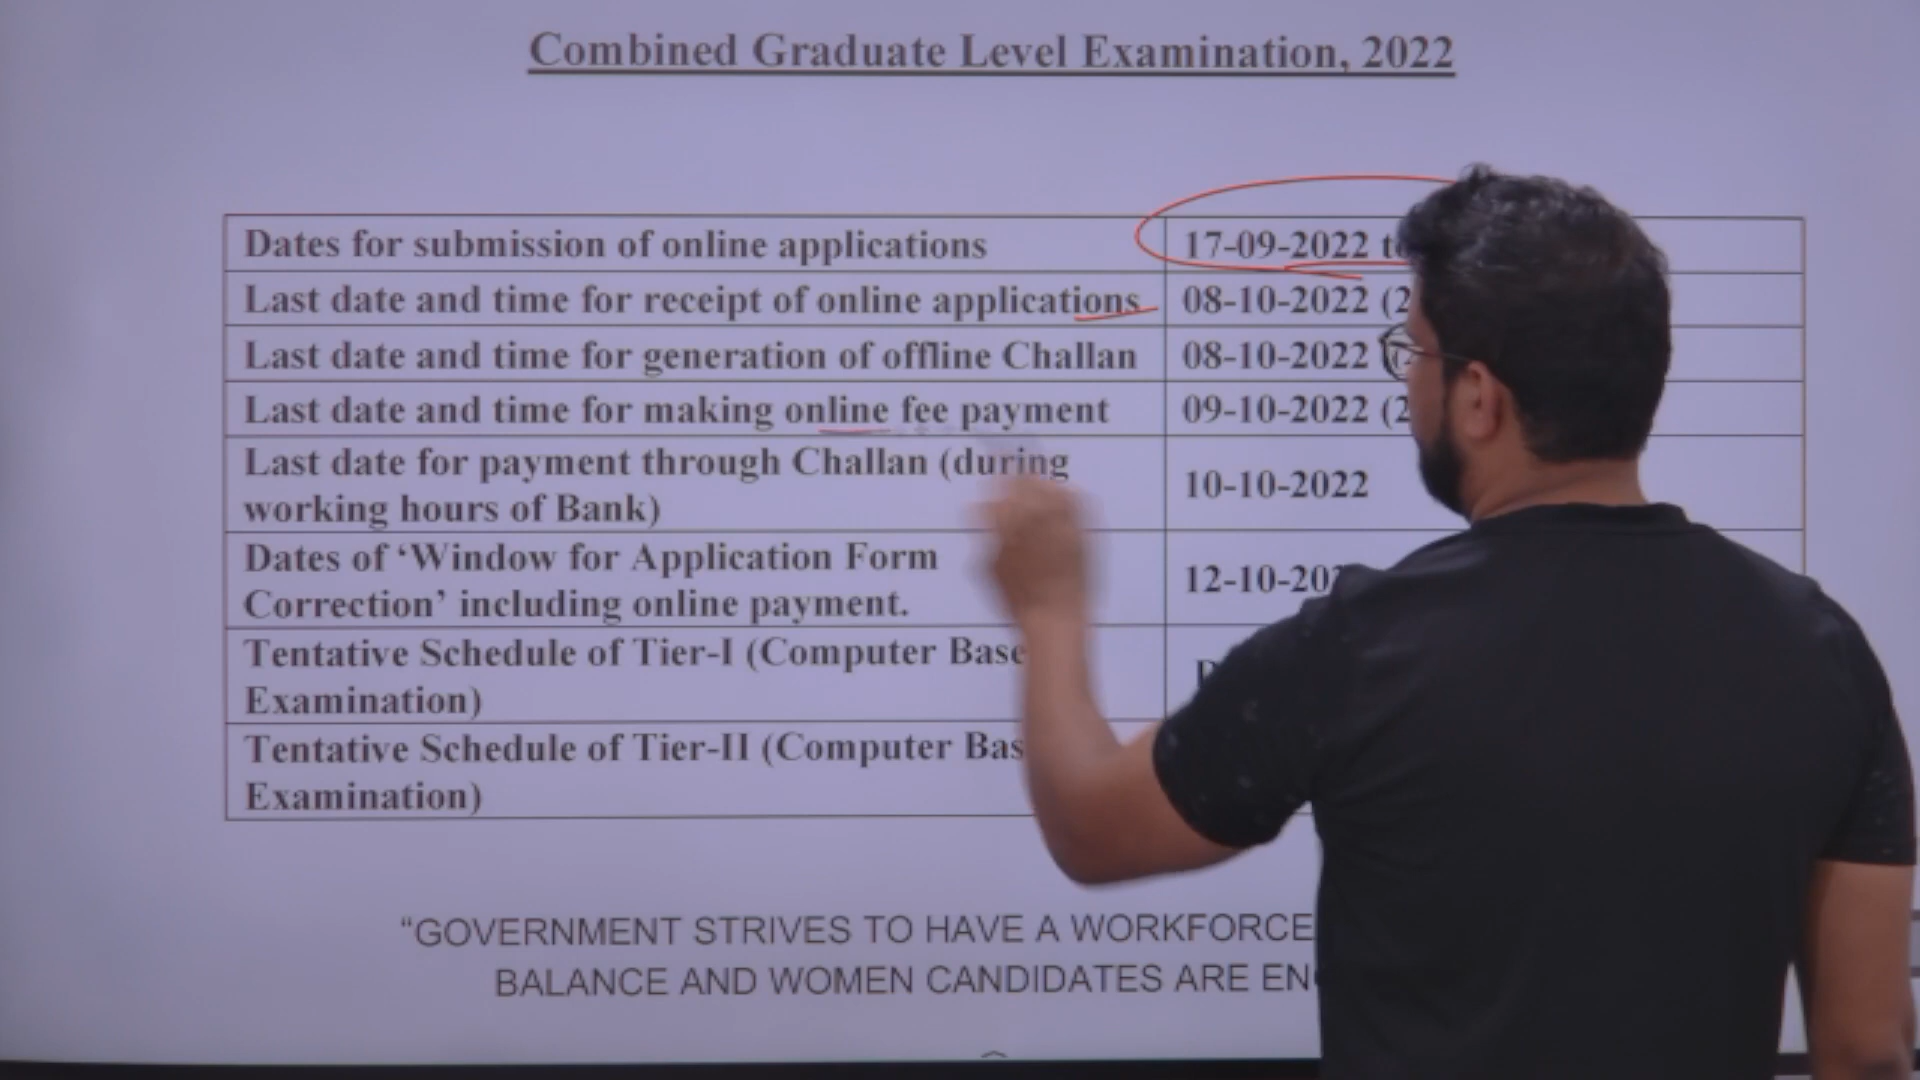 Combined Graduate Level Examination, 2022
Dates for submission of online applications 17-09-2022
Last date and time for receipt of online applications 08-10-2022
Last date and time for generation of offline Challan 08-10-2022
Last date and time for making online fee payment 09-10-2022
Last date for payment through Challan (during
working hours of Bank) 10-10-2022
Dates of ‘Window for Application Form
Correction’ including online payment.
Tentative Schedule of Tier-I (Computer
Examination)
Tentative Schedule of Tier-II (Computer
Examination)
“GOVERNMENT STRIVES TO HAVE A WORKFORCE
BALANCE AND WOMEN CANDIDATES ARE